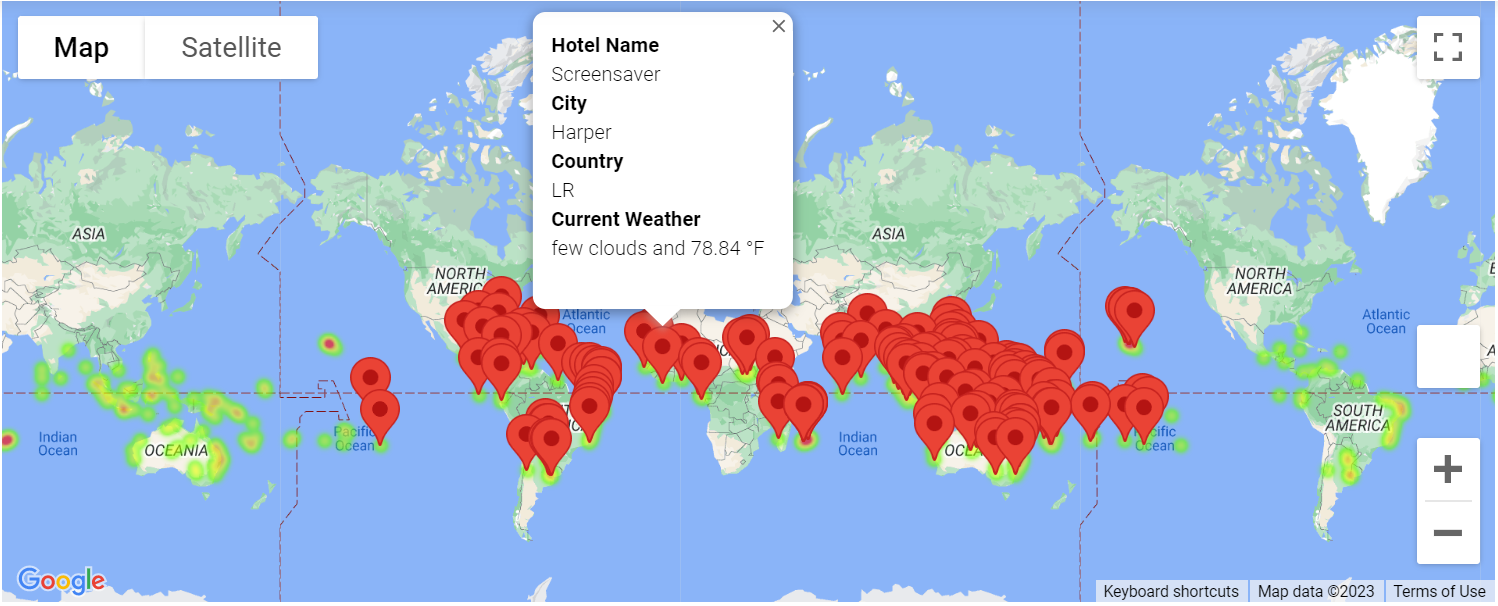 Map
Satellite
Hotel Name
Screensaver
City
Harper
Country
LR
Current Weather
few clouds and 78.84 °F
ASIA
NORTH
AMERIC
Atlantic
Ocean
ASIA
NORTH
AMERICA
Atlantic
Ocean
Indian
Ocean
OCEANIA
Pacific
Ocean
Indian
Ocean
Pacific
Ocean
SOUTH
AMERICA
Google
Keyboard shortcuts
Map data ©2023
Terms of Use